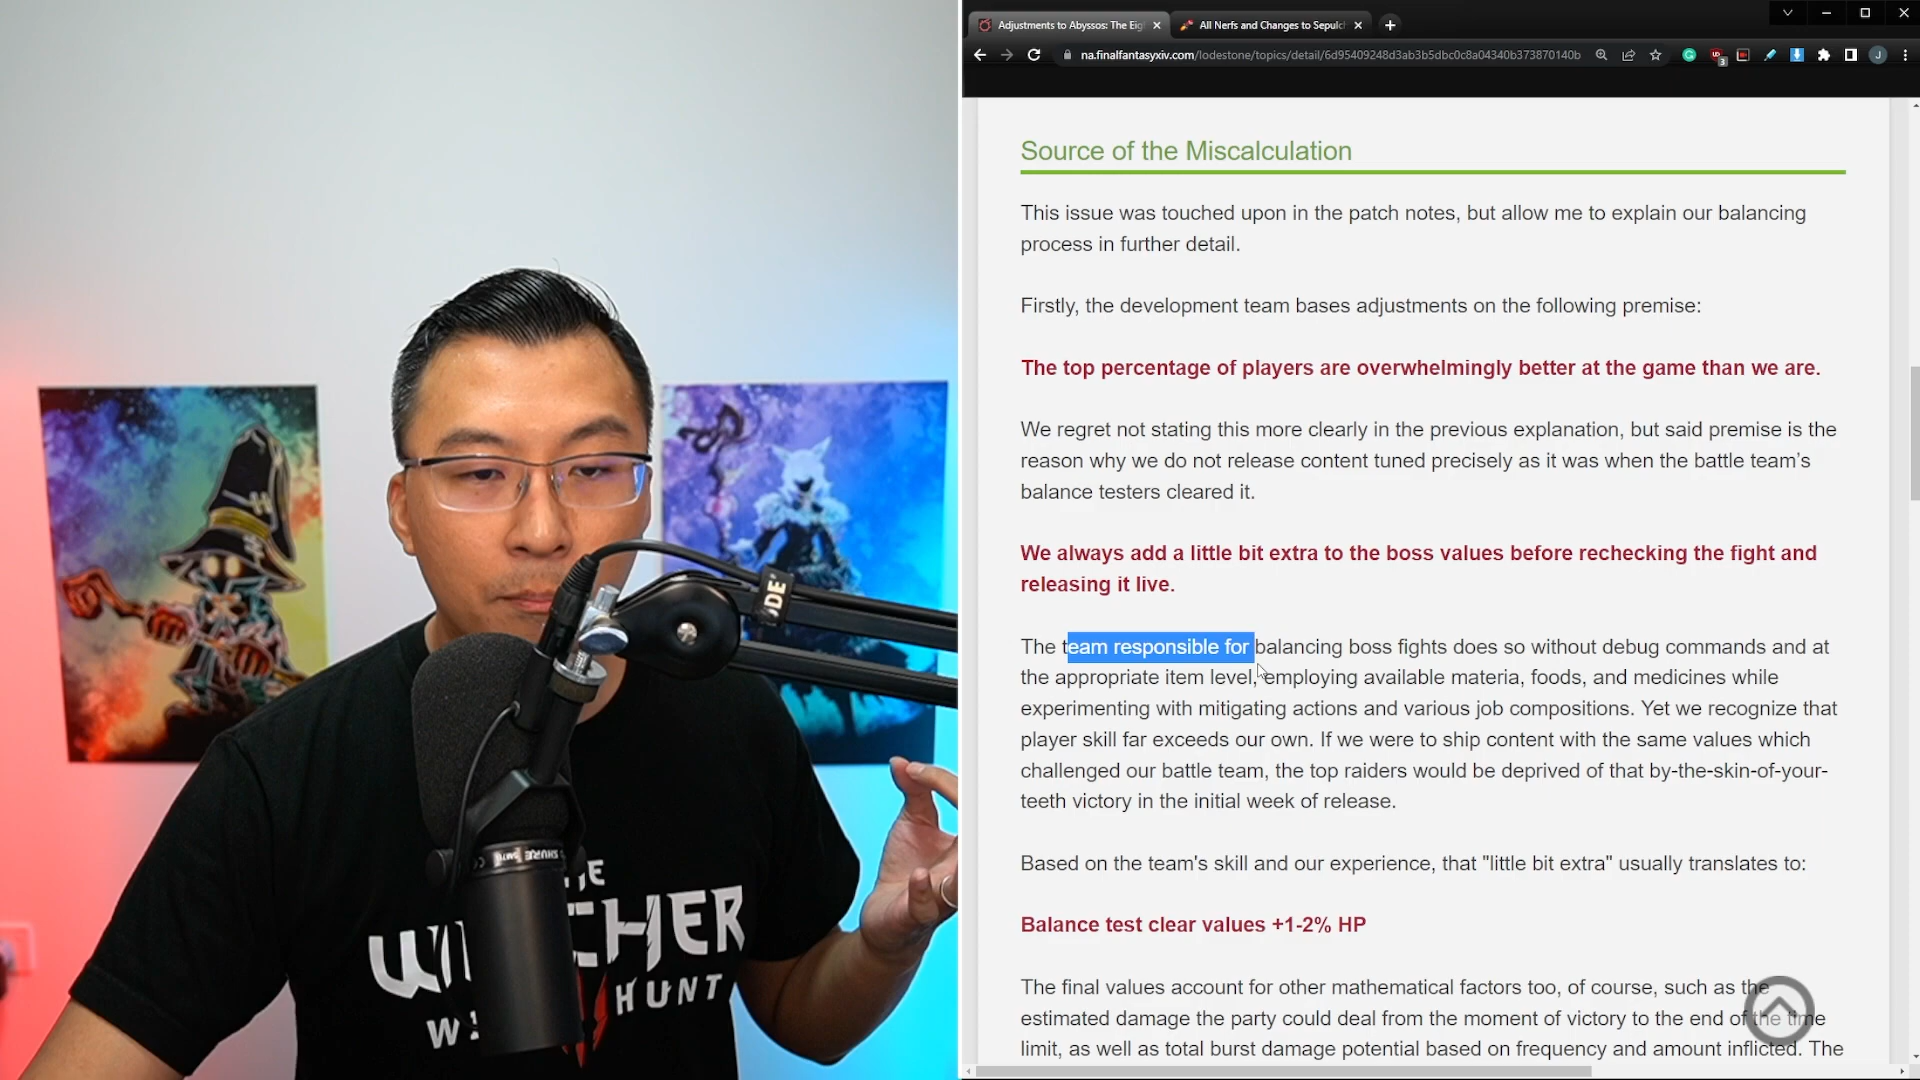 Adjustments to Abyssos: The Eig
All Nerfs and Changes to Sepulch
na.finalfantasyxiv.com/lodestone/topics/detail/6d95409248d3ab3b5dbc0c8a04340b373870140b
3
J
Source of the Miscalculation
This issue was touched upon in the patch notes, but allow me to explain our balancing
process in further detail.
Firstly, the development team bases adjustments on the following premise:
The top percentage of players are overwhelmingly better at the game than we are.
We regret not stating this more clearly in the previous explanation, but said premise is the
reason why we do not release content tuned precisely as it was when the battle team's
balance testers cleared it.
We always add a little bit extra to the boss values before rechecking the fight and
releasing it live.
The team responsible for balancing boss fights does so without debug commands and at
the appropriate item level, employing available materia, foods, and medicines while
experimenting with mitigating actions and various job compositions. Yet we recognize that
player skill far exceeds our own. If we were to ship content with the same values which
challenged our battle team, the top raiders would be deprived of that by-the-skin-of-your-
teeth victory in the initial week of release.
Based on the team's skill and our experience, that "little bit extra" usually translates to:
Balance test clear values +1-2% HP
The final values account for other mathematical factors too, of course, such as the
estimated damage the party could deal from the moment of victory to the end of the time
limit, as well as total burst damage potential based on frequency and amount inflicted. The
SHURE
HUNT